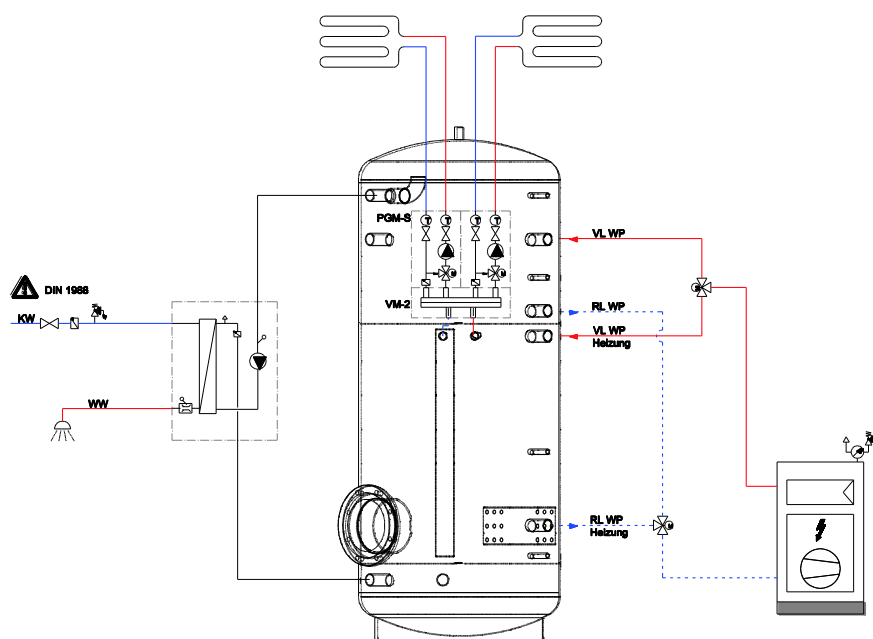 PGM-S
VL WP
DIN 1988
VM-2
RL WP
KW
VL WP
Heizung
WW
RL WP
Heizung